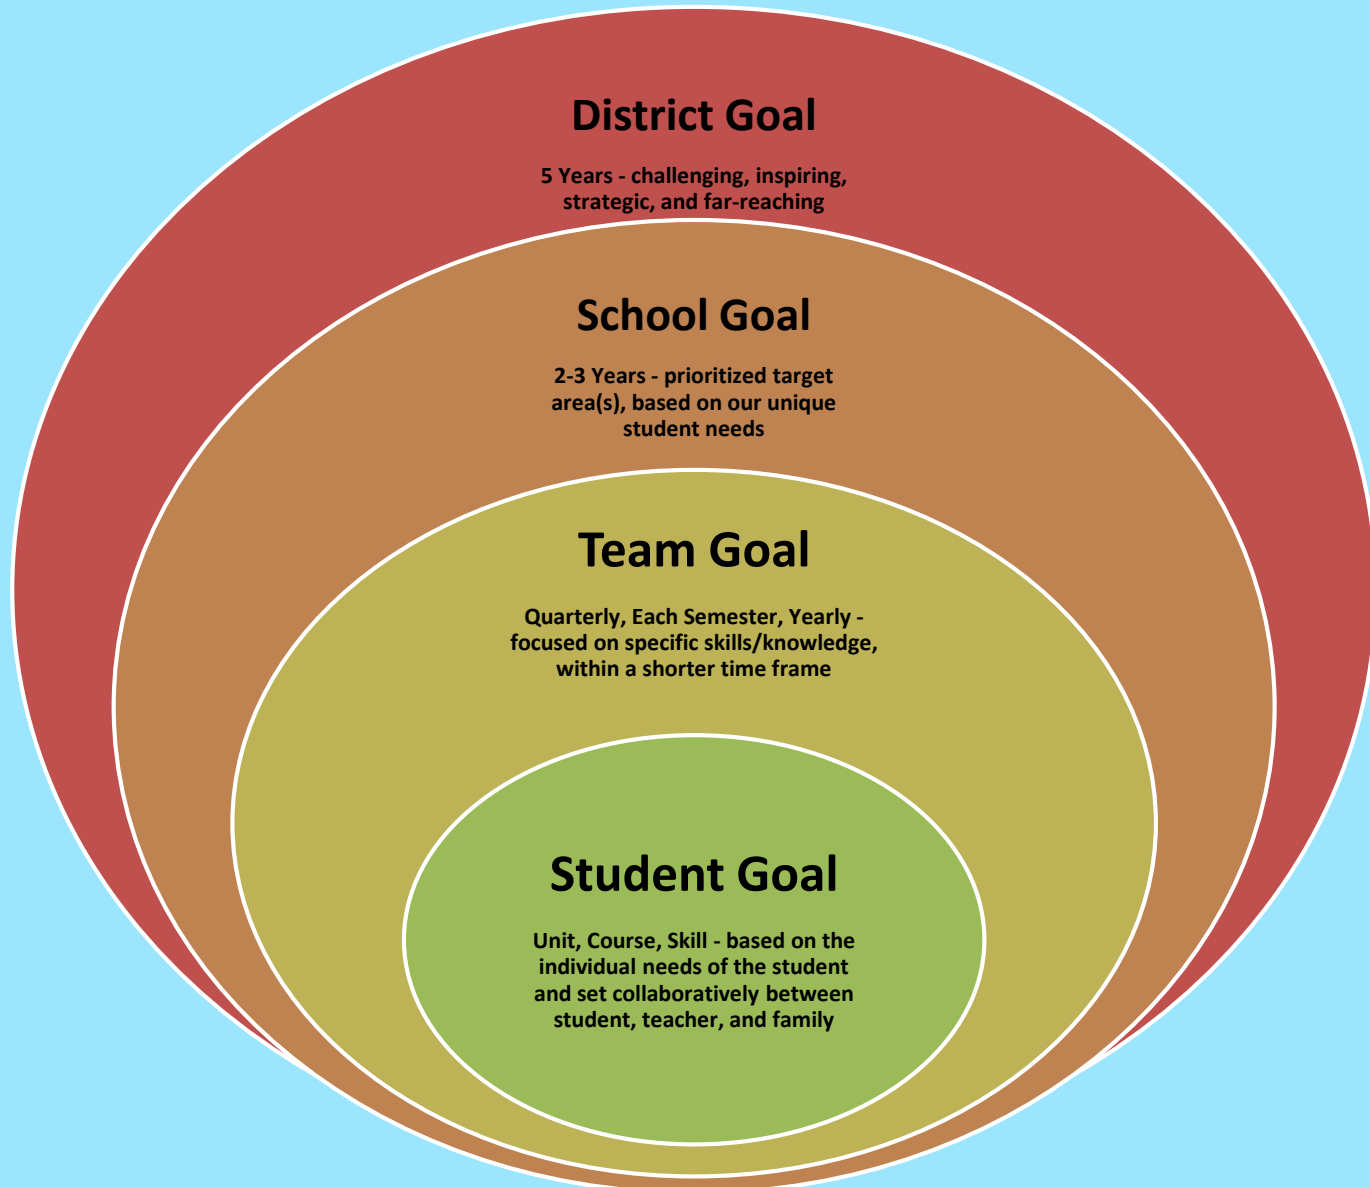 District Goal
5 Years - challenging, inspiring,
strategic, and far-reaching
School Goal
2-3 Years - prioritized target
area(s), based on our unique
student needs
Team Goal
Quarterly, Each Semester, Yearly -
focused on specific skills/knowledge,
within a shorter time frame
Student Goal
Unit, Course, Skill - based on the
individual needs of the student
and set collaboratively between
student, teacher, and family